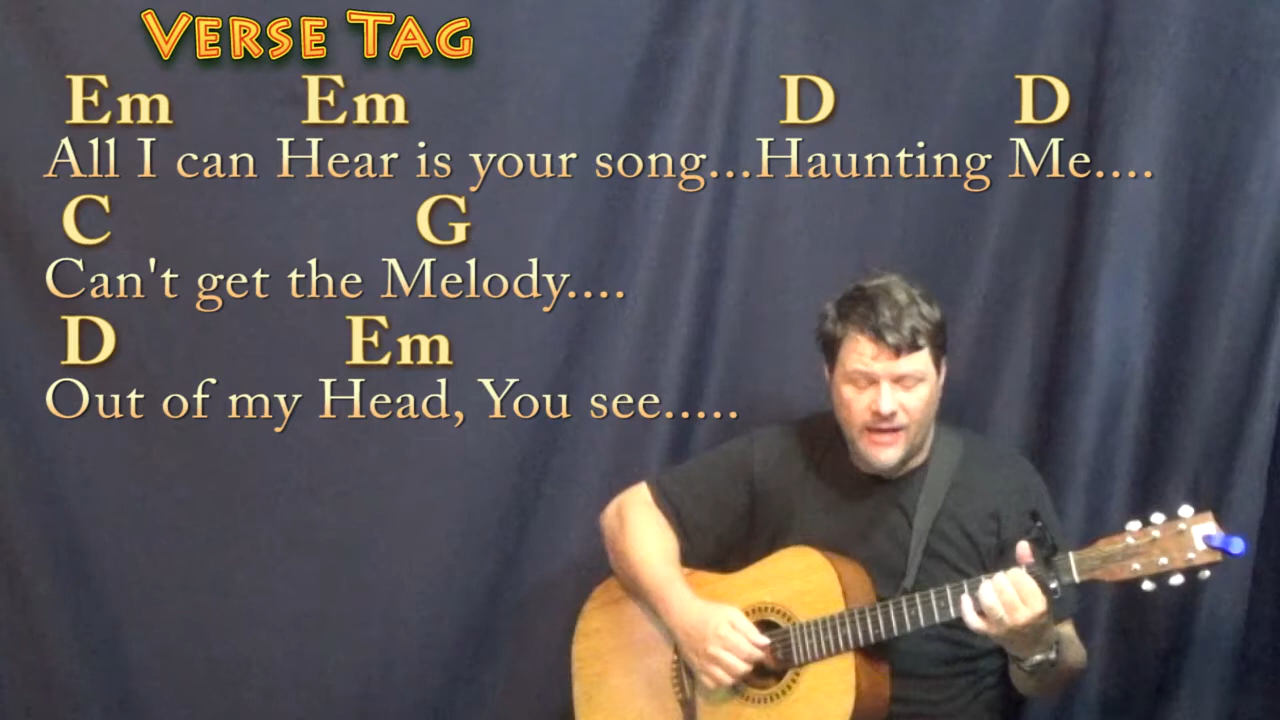 VERSE TAG
Em Em D D
All I can Hear is your song...Haunting Me....
C G
Can't get the Melody....
D Em
Out of my Head, You see.....